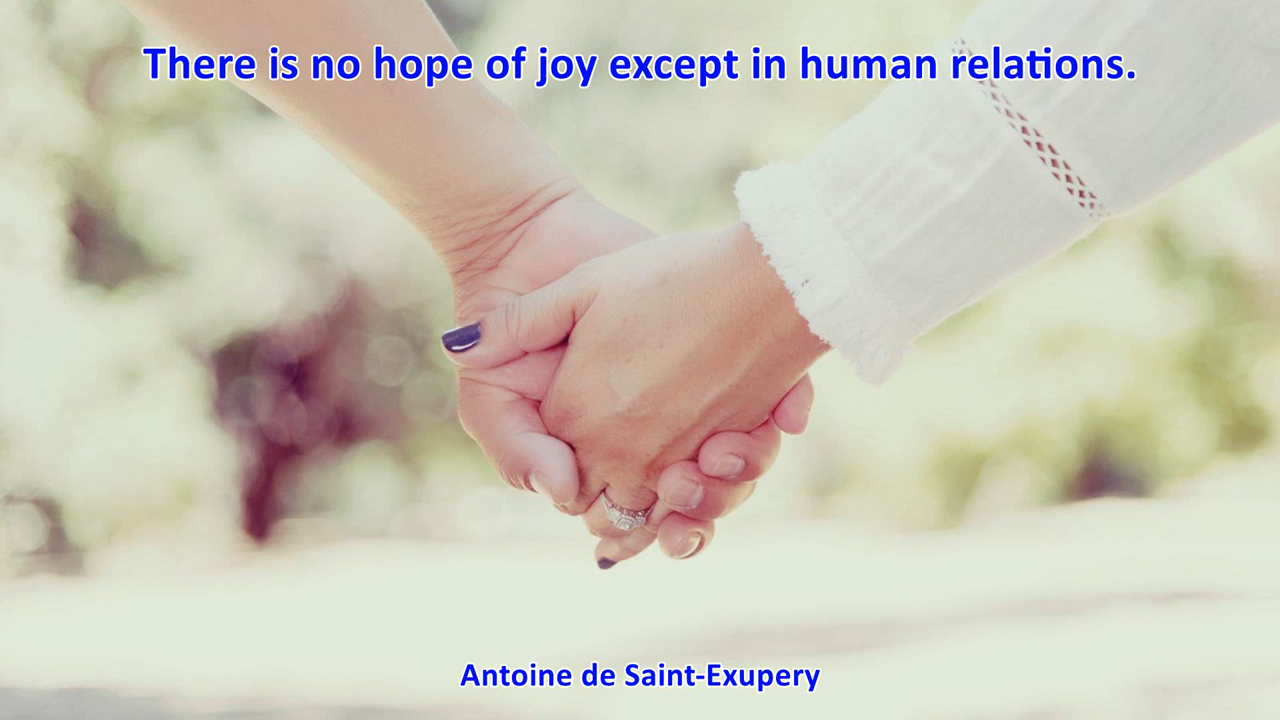 There is no hope of joy except in human relations.
Antoine de Saint-Exupery